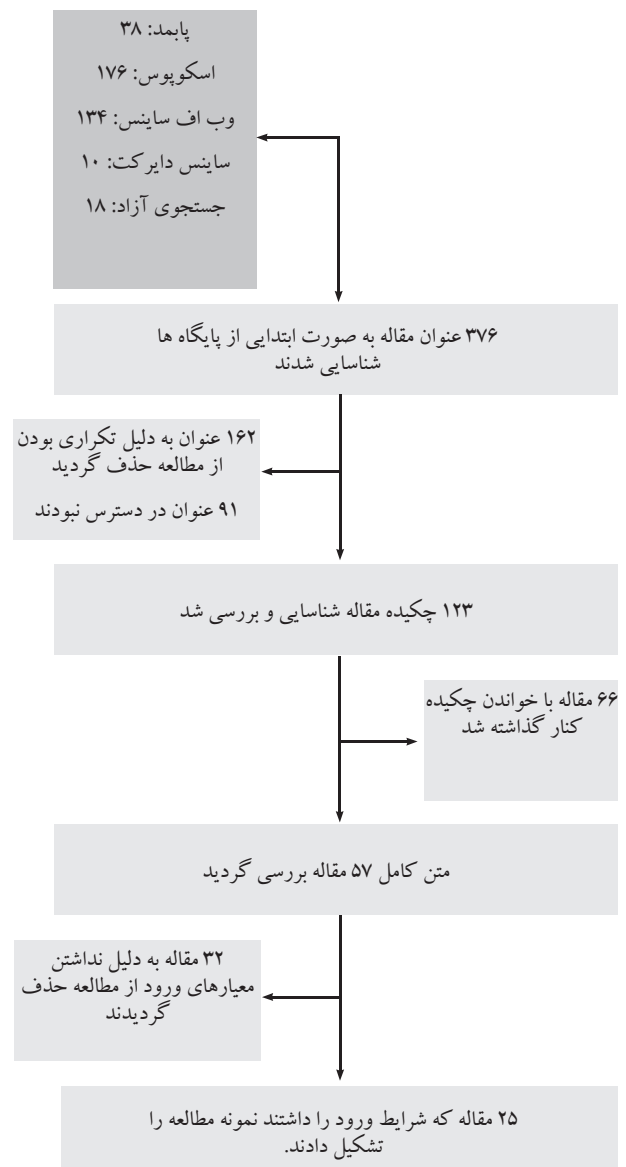 پابمد: ۳۸
اسکوپوس: ۱۷۶
وب اف ساینس: ۱۳۴
ساینس دایرکت: ۱۰
جستجوی آزاد: ۱۸
۳۷۶ عنوان مقاله به صورت ابتدایی از پایگاه ها
شناسایی شدند
۱۶۲ عنوان به دلیل تکراری بودن
از مطالعه حذف گردید
۹۱ عنوان در دسترس نبودند
۱۲۳ چکیده مقاله شناسایی و بررسی شد
۶۶ مقاله با خواندن چکیده
کنار گذاشته شد
متن کامل ۵۷ مقاله بررسی گردید
۳۲ مقاله به دلیل نداشتن
معیارهای ورود از مطالعه حذف
گردیدند
۲۵ مقاله که شرایط ورود را داشتند نمونه مطالعه را
تشکیل دادند.